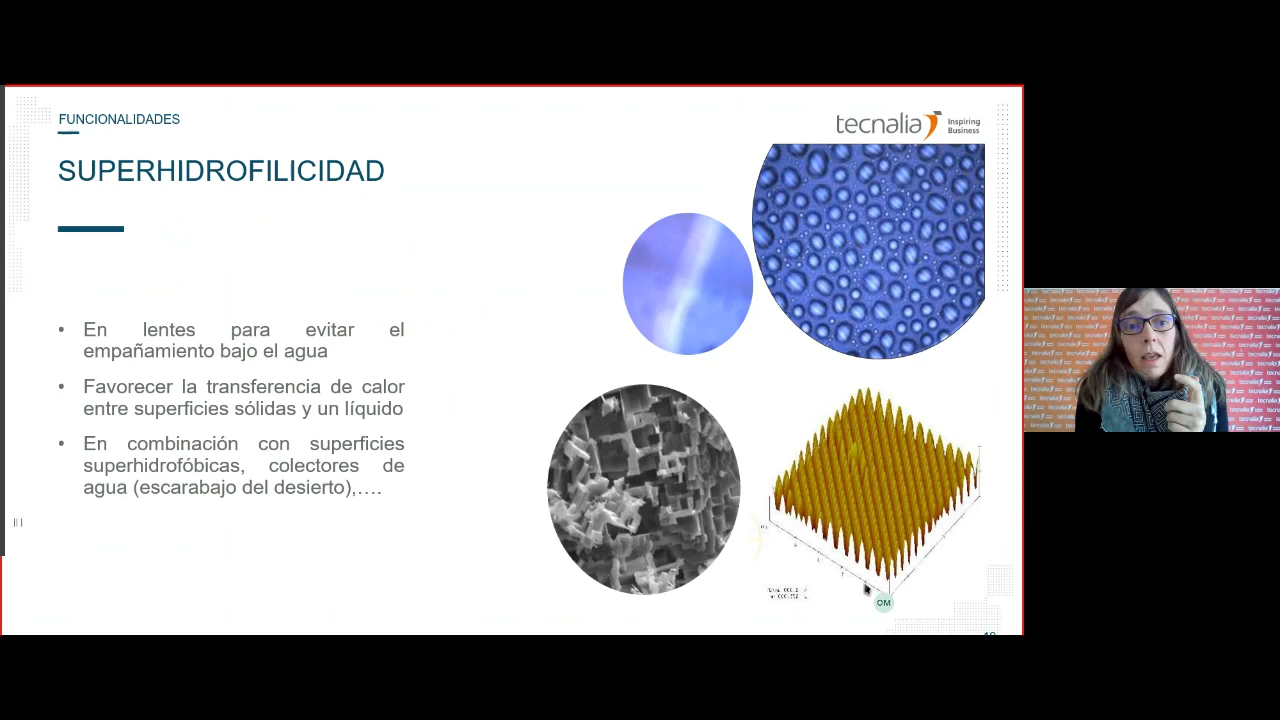 FUNCIONALIDADES
tecnalia Inspiring
Business
SUPERHIDROFILICIDAD
• En lentes para evitar el
empañamiento bajo el agua
• Favorecer la transferencia de calor
entre superficies sólidas y un líquido
• En combinación con superficies
superhidrofóbicas, colectores de
agua (escarabajo del desierto),….
OM